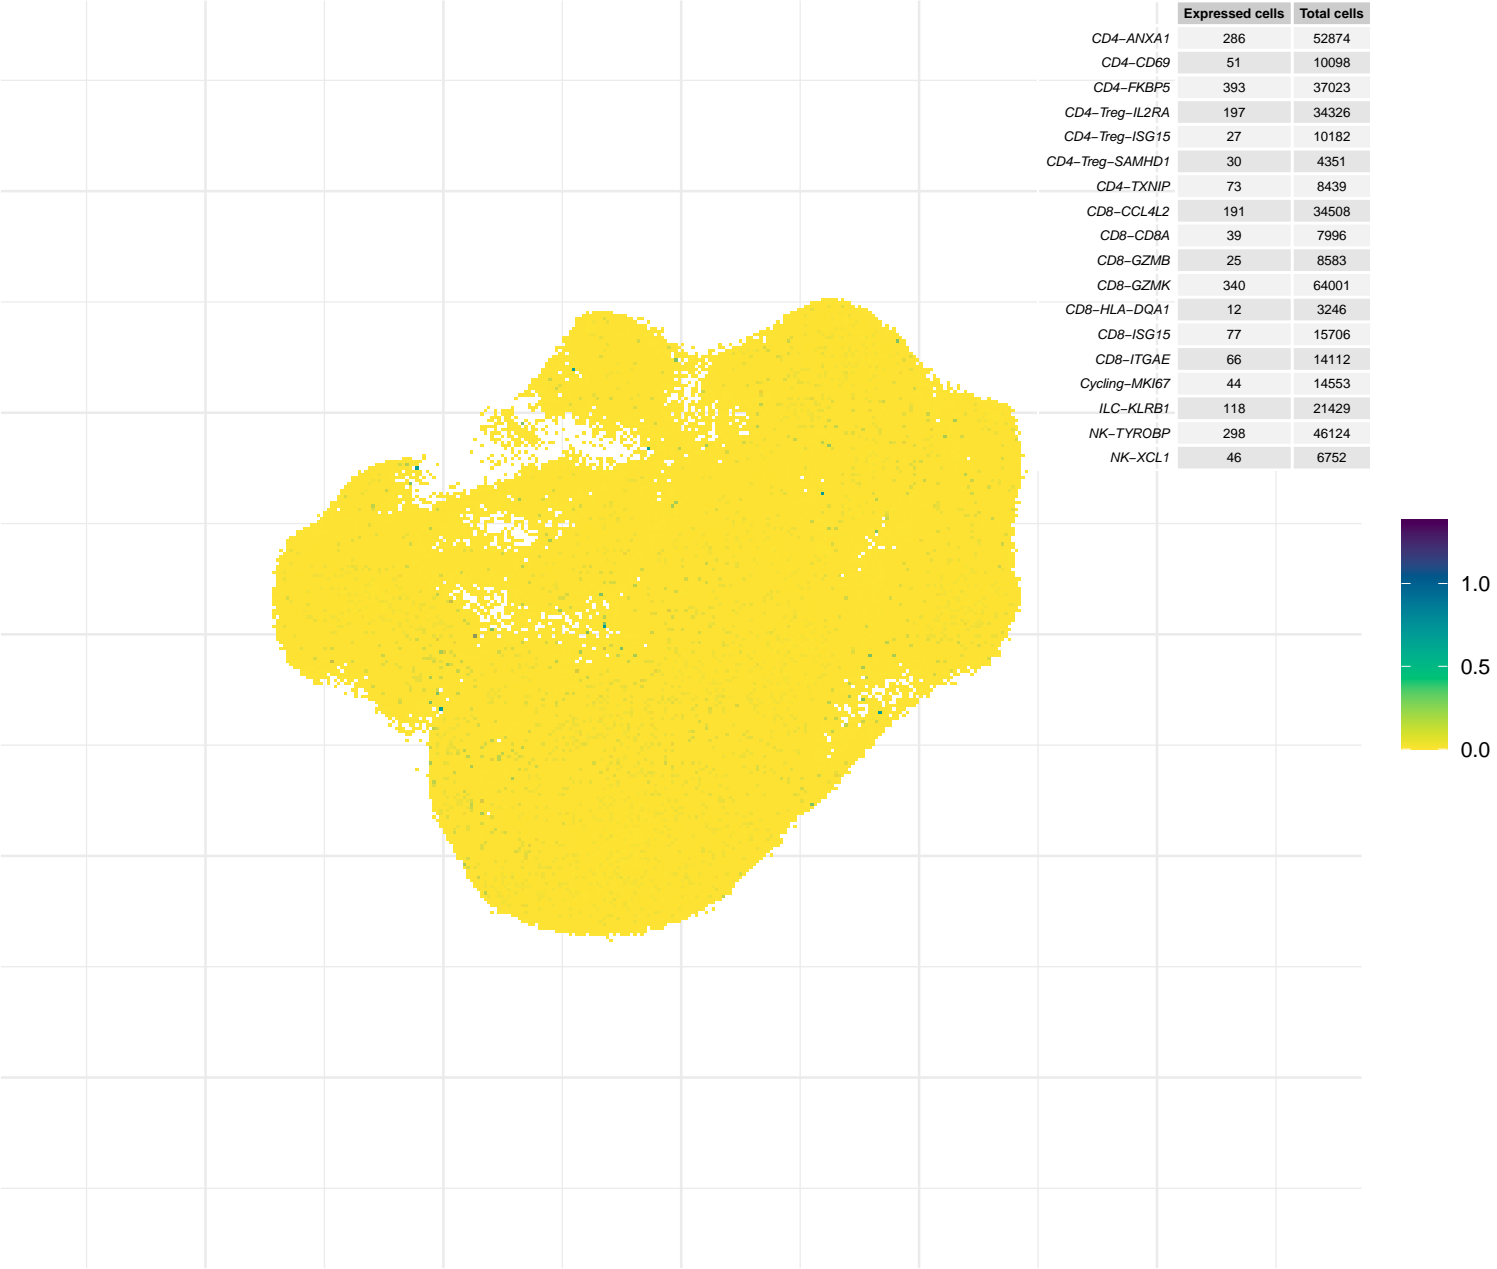 Expressed cells Total cells
CD4−ANXA1 286 52874
CD4−CD69 51 10098
CD4−FKBP5 393 37023
CD4−Treg−IL2RA 197 34326
CD4−Treg−ISG15 27 10182
CD4−Treg−SAMHD1 30 4351
CD4−TXNIP 73 8439
CD8−CCL4L2 191 34508
CD8−CD8A 39 7996
CD8−GZMB 25 8583
CD8−GZMK 340 64001
CD8−HLA−DQA1 12 3246
CD8−ISG15 77 15706
CD8−ITGAE 66 14112
Cycling−MKI67 44 14553
ILC−KLRB1 118 21429
NK−TYROBP 298 46124
NK−XCL1 46 6752
1.0
0.5
0.0